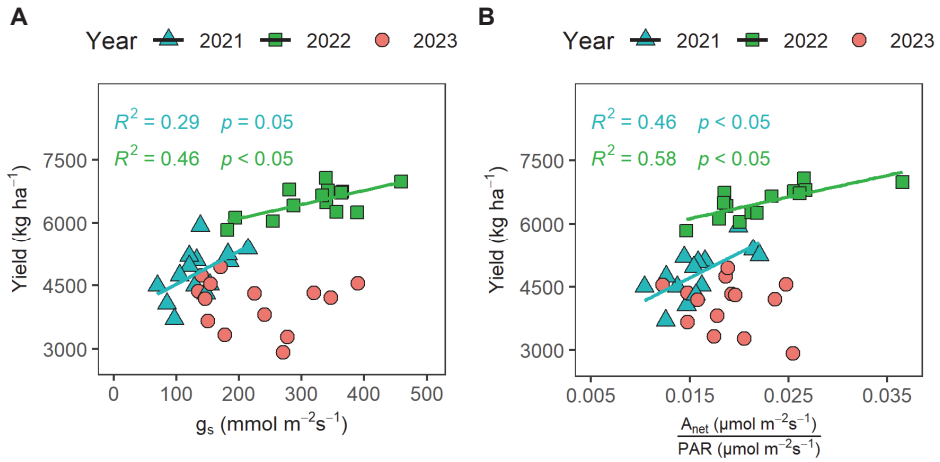 A
Year 2021 2022 2023
R² = 0.29 p = 0.05
R² = 0.46 p < 0.05
Yield (kg ha⁻¹)
7500
6000
4500
3000
0 100 200 300 400 500
gₛ (mmol m⁻²s⁻¹)
B
Year 2021 2022 2023
R² = 0.46 p < 0.05
R² = 0.58 p < 0.05
Yield (kg ha⁻¹)
7500
6000
4500
3000
0.005 0.015 0.025 0.035
Aₙₑₜ (μmol m⁻²s⁻¹)
PAR (μmol m⁻²s⁻¹)